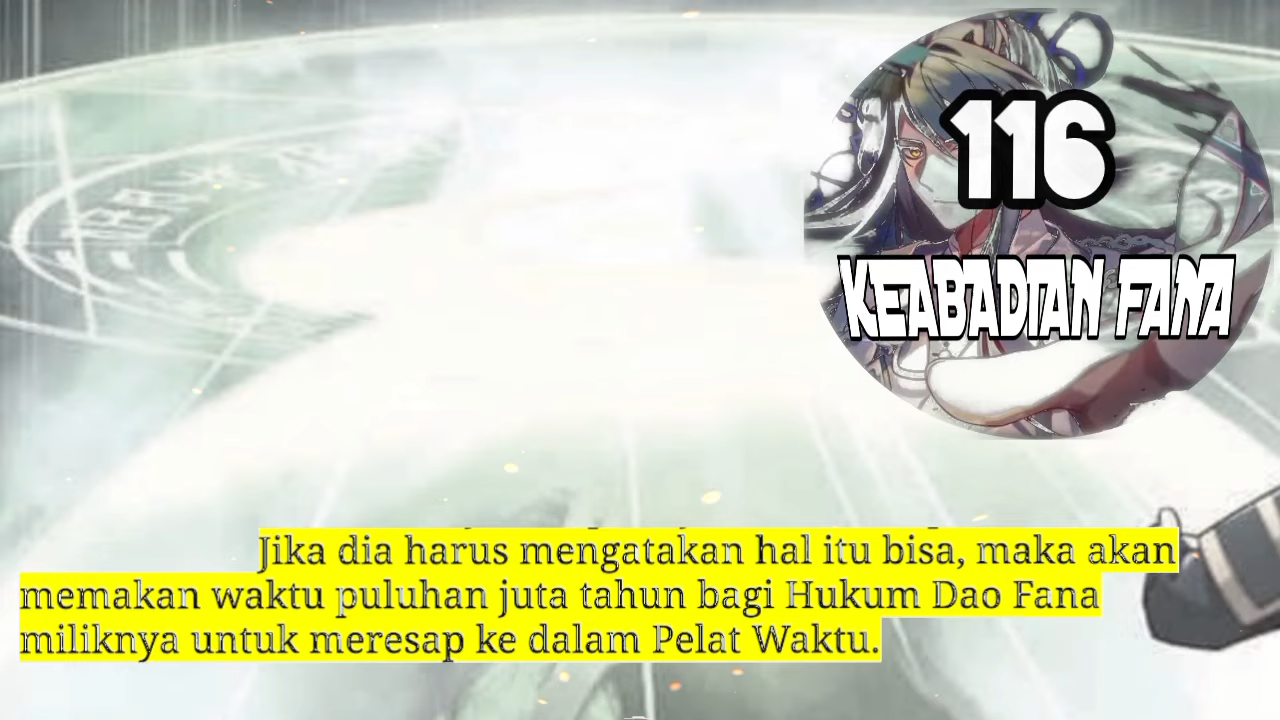 116
KEABADIAN FANA
Jika dia harus mengatakan hal itu bisa, maka akan
memakan waktu puluhan juta tahun bagi Hukum Dao Fana
miliknya untuk meresap ke dalam Pelat Waktu.